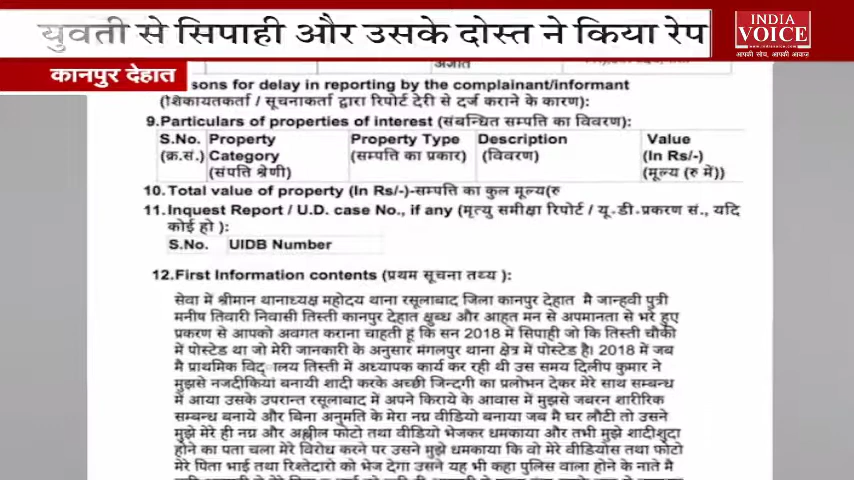 युवती से सिपाही और उसके दोस्त ने किया रेप
INDIA
VOICE
www.indiavoice.com
आपकी सोच, आपकी आवाज
कानपुर देहात
अज्ञात
sons for delay in reporting by the complainant/informant
(शिकायतकर्ता / सूचनाकर्ता द्वारा रिपोर्ट देरी से दर्ज कराने के कारण):
9.Particulars of properties of interest (संबन्धित सम्पत्ति का विवरण):
S.No. Property Property Type Description Value
(क्र.सं.) Category (सम्पत्ति का प्रकार) (विवरण) (In Rs/-)
(संपत्ति श्रेणी) (मूल्य (रु में))
10.Total value of property (In Rs/-)-सम्पत्ति का कुल मूल्य(रु
11.Inquest Report / U.D. case No., if any (मृत्यु समीक्षा रिपोर्ट / यू.डी.प्रकरण सं., यदि
कोई हो ):
S.No. UIDB Number
12.First Information contents (प्रथम सूचना तथ्य ):
सेवा में श्रीमान थानाध्यक्ष महोदय थाना रसूलाबाद जिला कानपुर देहात मै जान्हवी पुत्री
मनीष तिवारी निवासी तिस्ती कानपुर देहात क्षुब्ध और आहत मन से अपमानता से भरे हुए
प्रकरण से आपको अवगत कराना चाहती हूं कि सन 2018 में सिपाही जो कि तिस्ती चौकी
में पोस्टेड था जो मेरी जानकारी के अनुसार मंगलपुर थाना क्षेत्र में पोस्टेड है। 2018 में जब
मै प्राथमिक विद्ालय तिस्ती में अध्यापक कार्य कर रही थी उस समय दिलीप कुमार ने
मुझसे नजदीकियां बनायी शादी करके अच्छी जिन्दगी का प्रलोभन देकर मेरे साथ सम्बन्ध
में आया उसके उपरान्त रसूलाबाद में अपने किराये के आवास में मुझसे जबरन शारीरिक
सम्बन्ध बनाये और बिना अनुमति के मेरा नग्न वीडियो बनाया जब मै घर लौटी तो उसने
मुझे मेरे ही नग्न और अश्लील फोटो तथा वीडियो भेजकर धमकाया और तभी मुझे शादीशुदा
होने का पता चला मेरे विरोध करने पर उसने मुझे धमकाया कि वो मेरे वीडियोस तथा फोटो
मेरे पिता भाई तथा रिश्तेदारो को भेज देगा उसने यह भी कहा पुलिस वाला होने के नाते मै